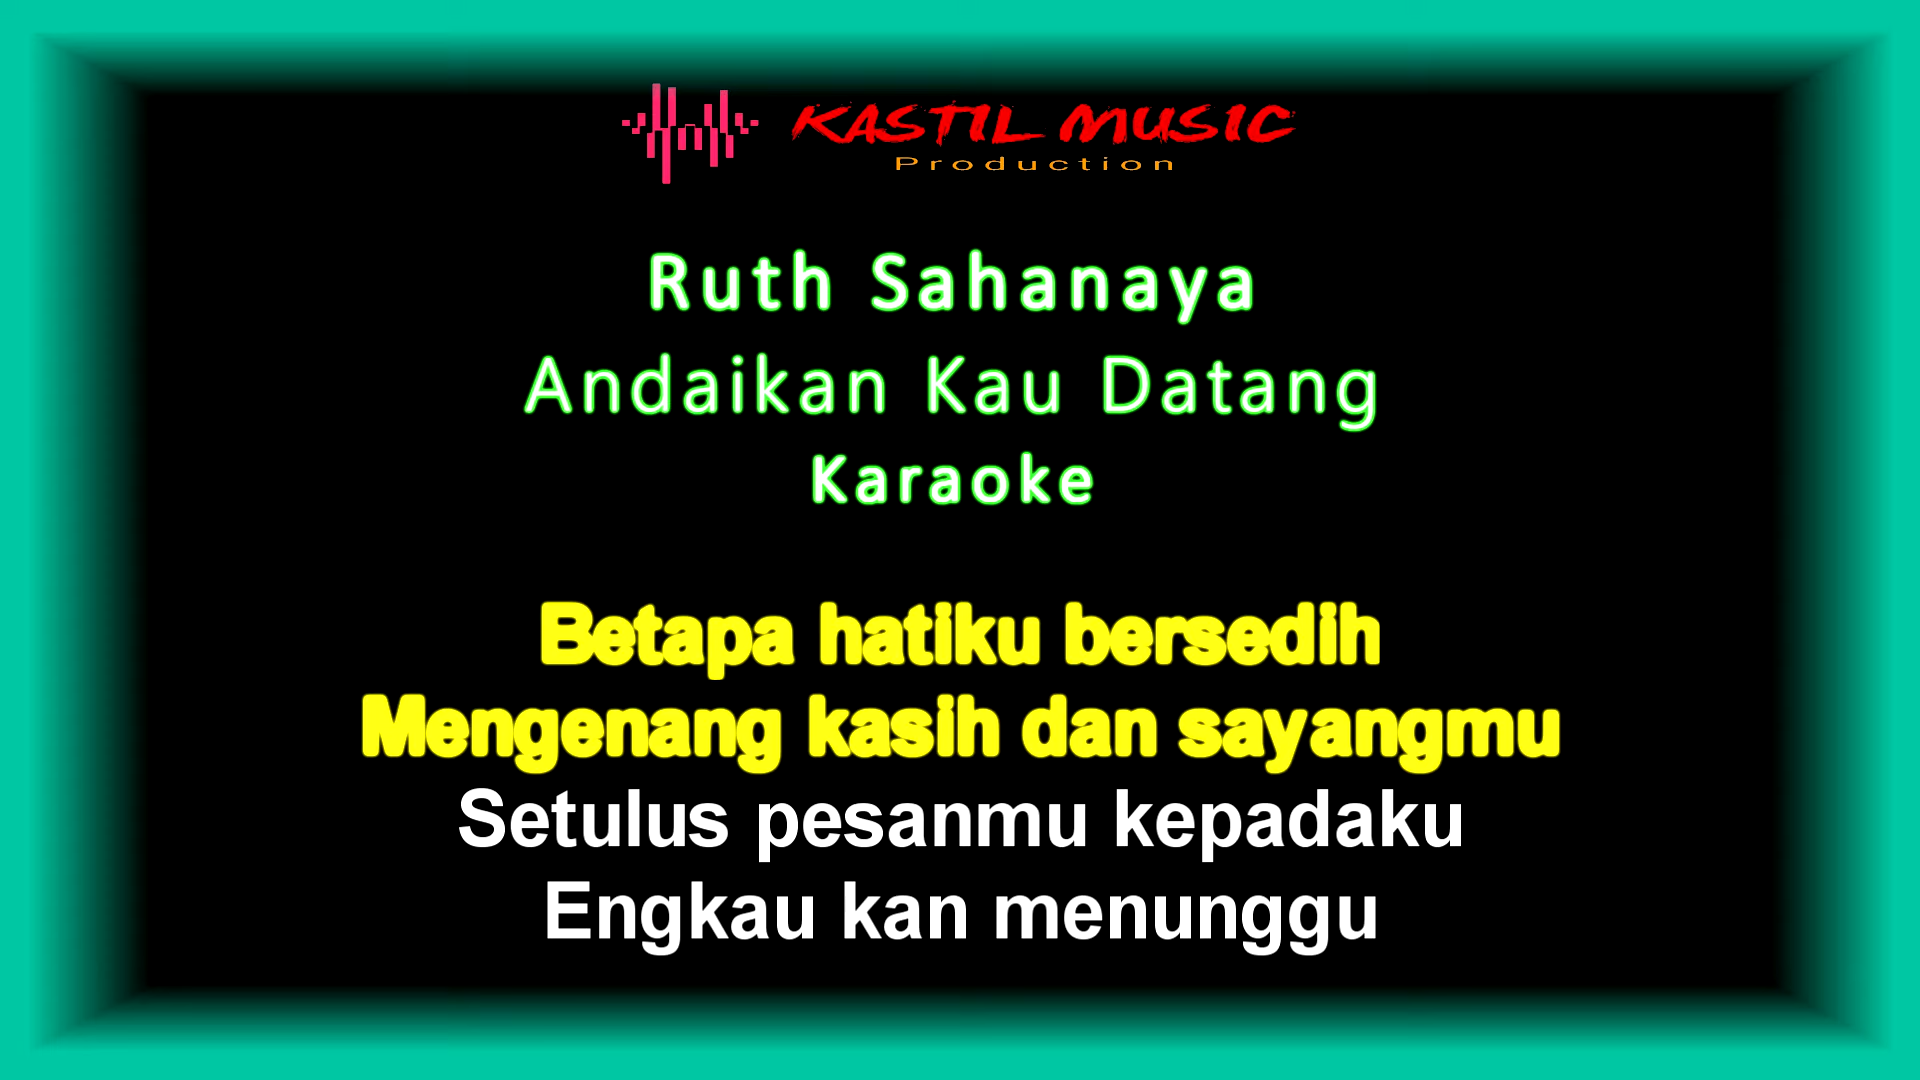 KASTIL MUSIC
Production
Ruth Sahanaya
Andaikan Kau Datang
Karaoke
Betapa hatiku bersedih
Mengenang kasih dan sayangmu
Setulus pesanmu kepadaku
Engkau kan menunggu